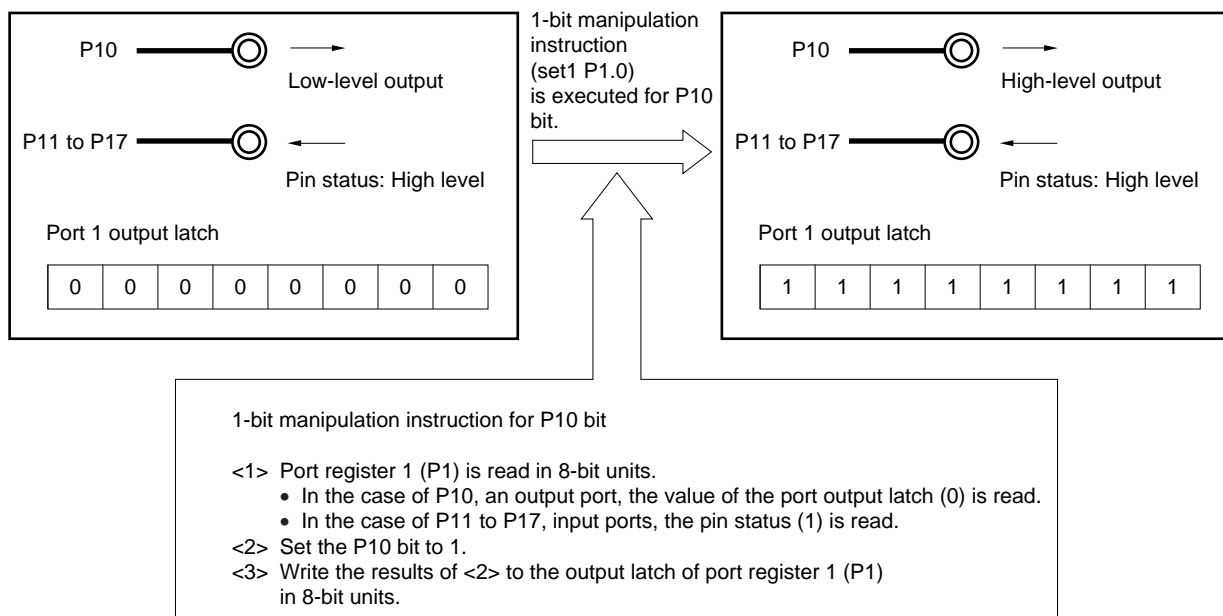 P10
Low-level output
P11 to P17
Pin status: High level
Port 1 output latch
0 0 0 0 0 0 0 0
1-bit manipulation
instruction
(set1 P1.0)
is executed for P10
bit.
P10
High-level output
P11 to P17
Pin status: High level
Port 1 output latch
1 1 1 1 1 1 1 1
1-bit manipulation instruction for P10 bit
<1> Port register 1 (P1) is read in 8-bit units.
• In the case of P10, an output port, the value of the port output latch (0) is read.
• In the case of P11 to P17, input ports, the pin status (1) is read.
<2> Set the P10 bit to 1.
<3> Write the results of <2> to the output latch of port register 1 (P1)
in 8-bit units.